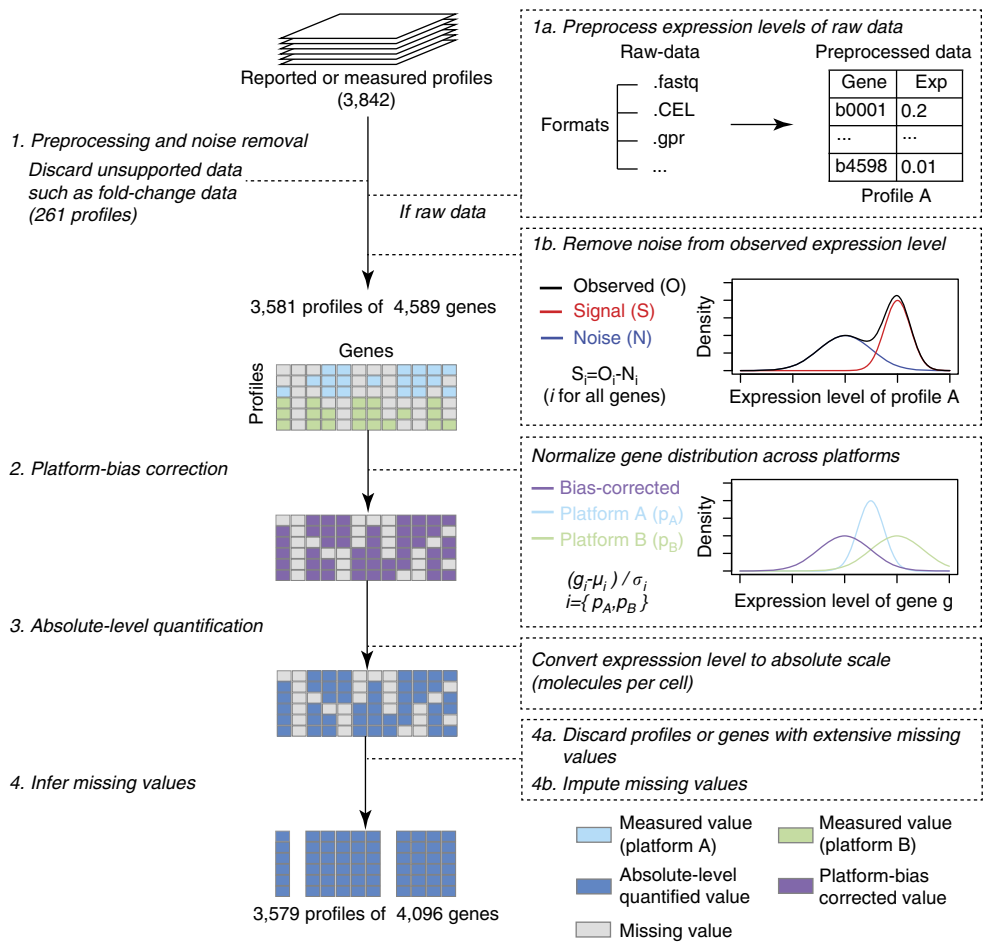 Reported or measured profiles
(3,842)
1. Preprocessing and noise removal
Discard unsupported data
such as fold-change data
(261 profiles)
If raw data
1a. Preprocess expression levels of raw data
Raw-data
Preprocessed data
Formats
.fastq
.CEL
.gpr
...
Gene Exp
b0001 0.2
... ...
b4598 0.01
Profile A
1b. Remove noise from observed expression level
Observed (O)
Signal (S)
Noise (N)
Sᵢ=Oᵢ-Nᵢ
(i for all genes)
Density
Expression level of profile A
3,581 profiles of 4,589 genes
Genes
Profiles
2. Platform-bias correction
Normalize gene distribution across platforms
Bias-corrected
Platform A (p_A)
Platform B (p_B)
(gᵢ-μᵢ) / σᵢ
i={ p_A,p_B }
Density
Expression level of gene g
3. Absolute-level quantification
Convert expresssion level to absolute scale
(molecules per cell)
4. Infer missing values
4a. Discard profiles or genes with extensive missing
values
4b. Impute missing values
3,579 profiles of 4,096 genes
Measured value
(platform A)
Measured value
(platform B)
Absolute-level
quantified value
Platform-bias
corrected value
Missing value